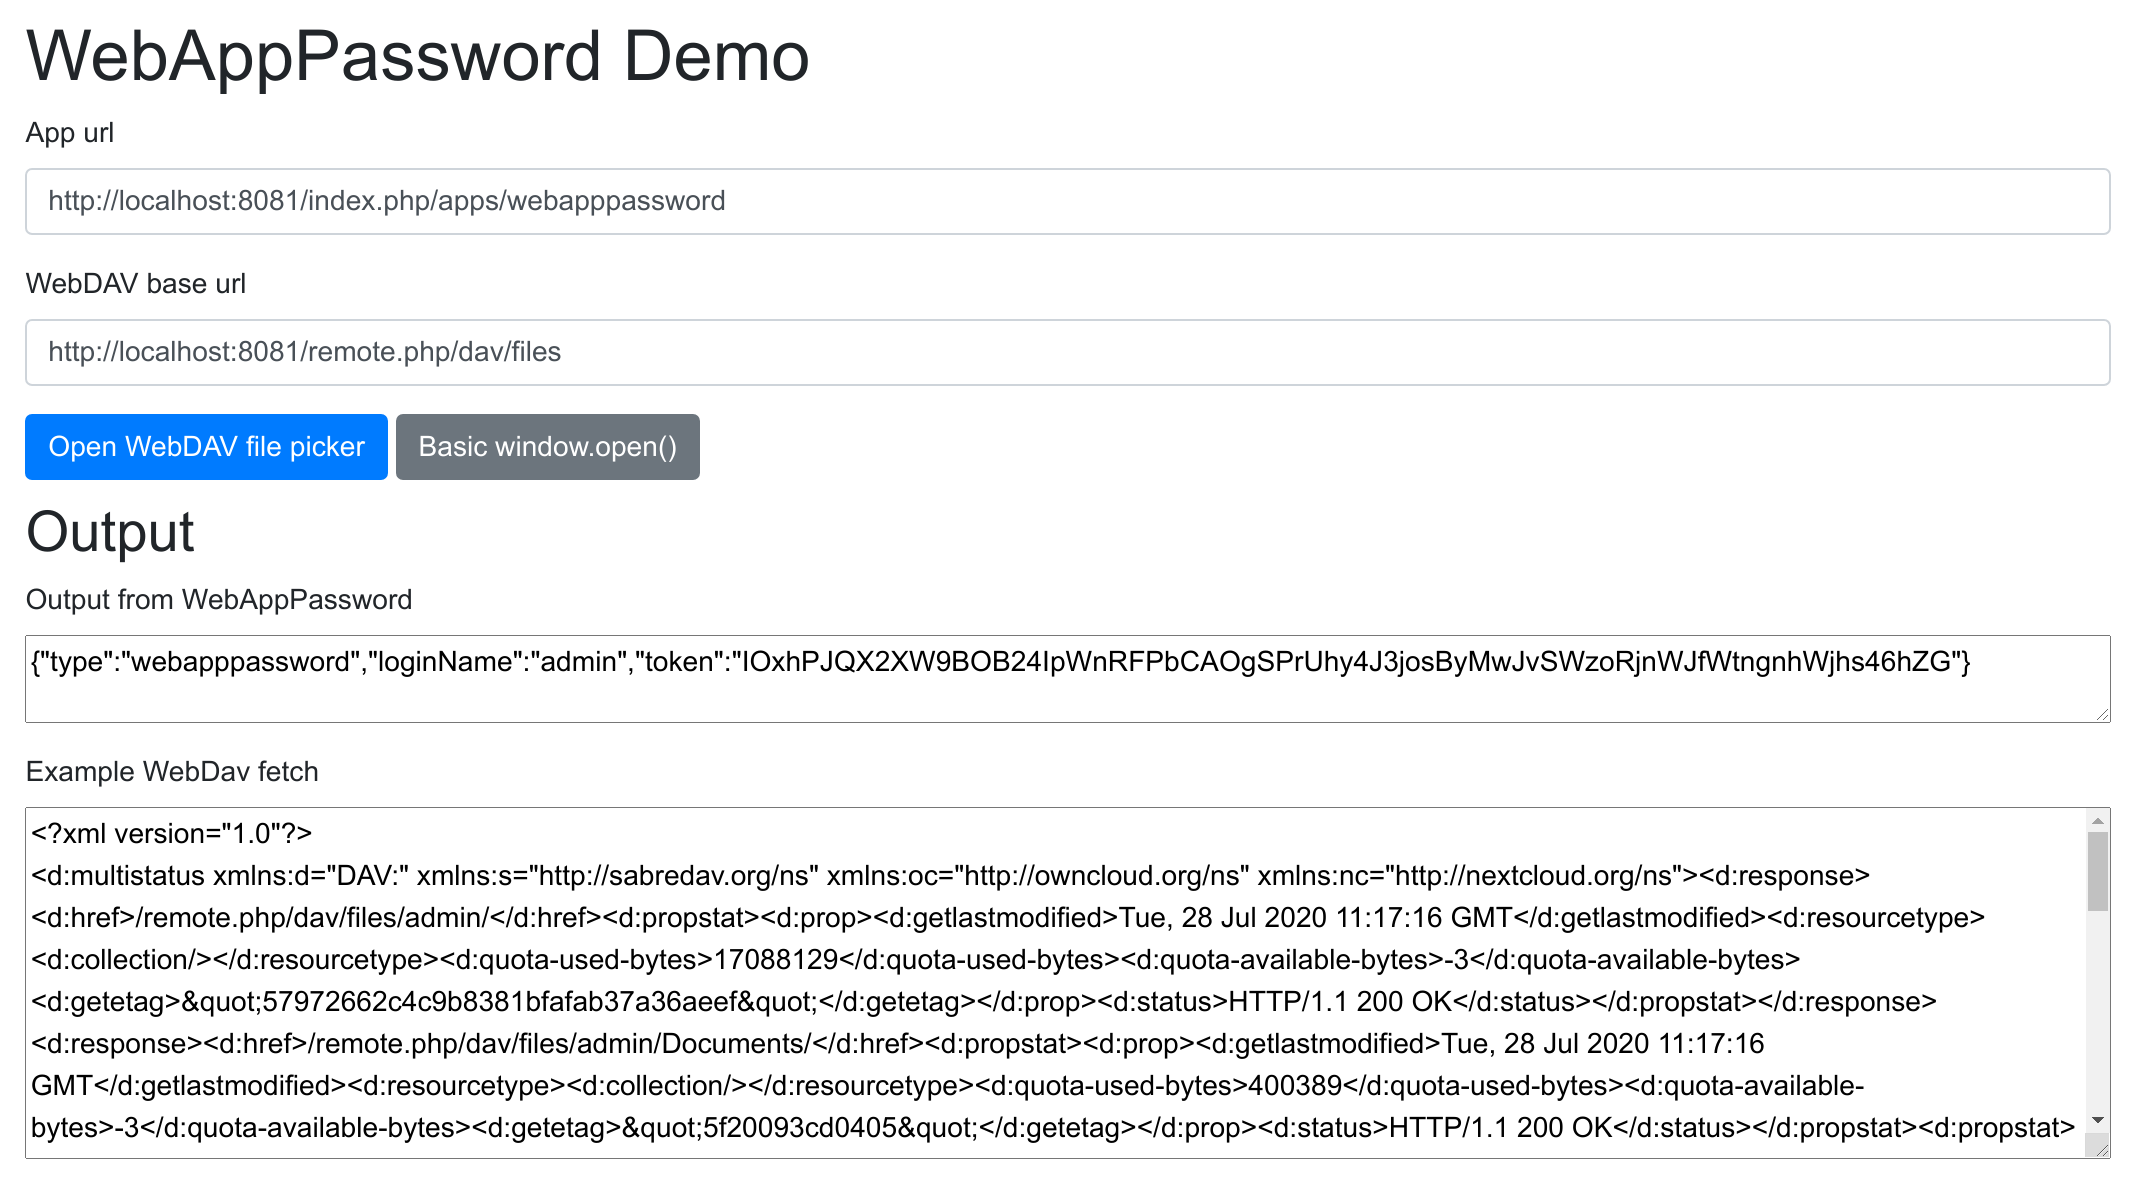 WebAppPassword Demo
App url
http://localhost:8081/index.php/apps/webapppassword
WebDAV base url
http://localhost:8081/remote.php/dav/files
Open WebDAV file picker Basic window.open()
Output
Output from WebAppPassword
{"type":"webapppassword","loginName":"admin","token":"IOxhPJQX2XW9BOB24IpWnRFPbCAOgSPrUhy4J3josByMwJvSWzoRjnWJfWtngnhWjhs46hZG"}
Example WebDav fetch
<?xml version="1.0"?>
<d:multistatus xmlns:d="DAV:" xmlns:s="http://sabredav.org/ns" xmlns:oc="http://owncloud.org/ns" xmlns:nc="http://nextcloud.org/ns"><d:response>
<d:href>/remote.php/dav/files/admin/</d:href><d:propstat><d:prop><d:getlastmodified>Tue, 28 Jul 2020 11:17:16 GMT</d:getlastmodified><d:resourcetype>
<d:collection/></d:resourcetype><d:quota-used-bytes>17088129</d:quota-used-bytes><d:quota-available-bytes>-3</d:quota-available-bytes>
<d:getetag>&quot;57972662c4c9b8381bfafab37a36aeef&quot;</d:getetag></d:prop><d:status>HTTP/1.1 200 OK</d:status></d:propstat></d:response>
<d:response><d:href>/remote.php/dav/files/admin/Documents/</d:href><d:propstat><d:prop><d:getlastmodified>Tue, 28 Jul 2020 11:17:16
GMT</d:getlastmodified><d:resourcetype><d:collection/></d:resourcetype><d:quota-used-bytes>400389</d:quota-used-bytes><d:quota-available-
bytes>-3</d:quota-available-bytes><d:getetag>&quot;5f20093cd0405&quot;</d:getetag></d:prop><d:status>HTTP/1.1 200 OK</d:status></d:propstat><d:propstat>